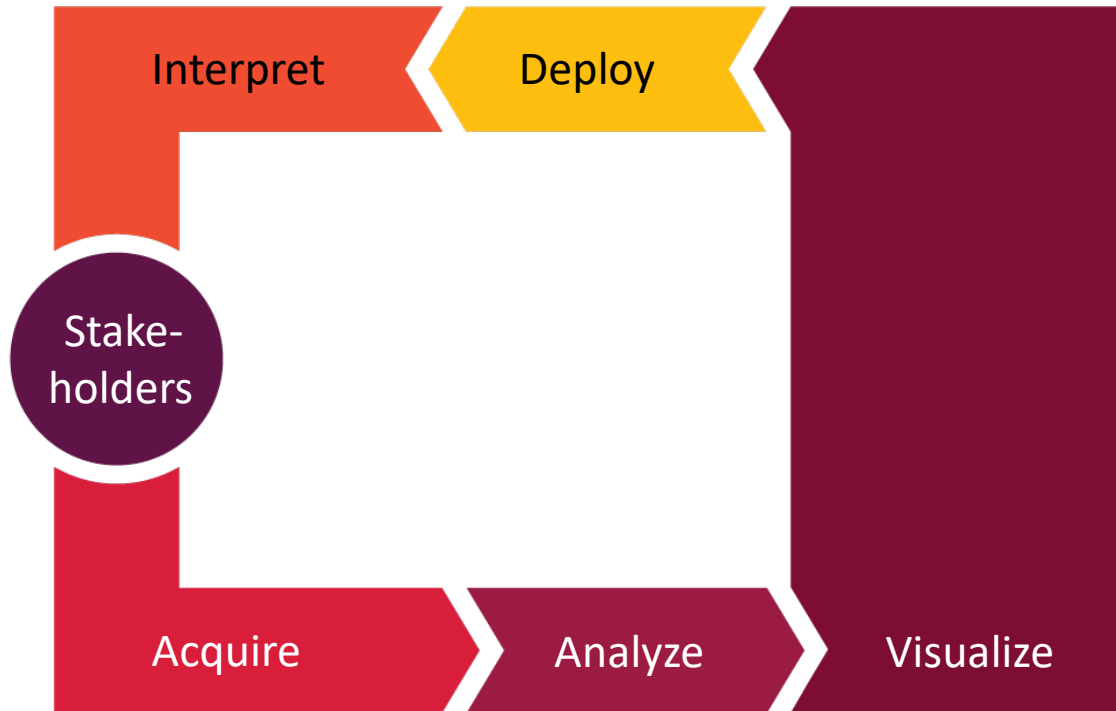 Interpret
Deploy
Stake-
holders
Acquire
Analyze
Visualize